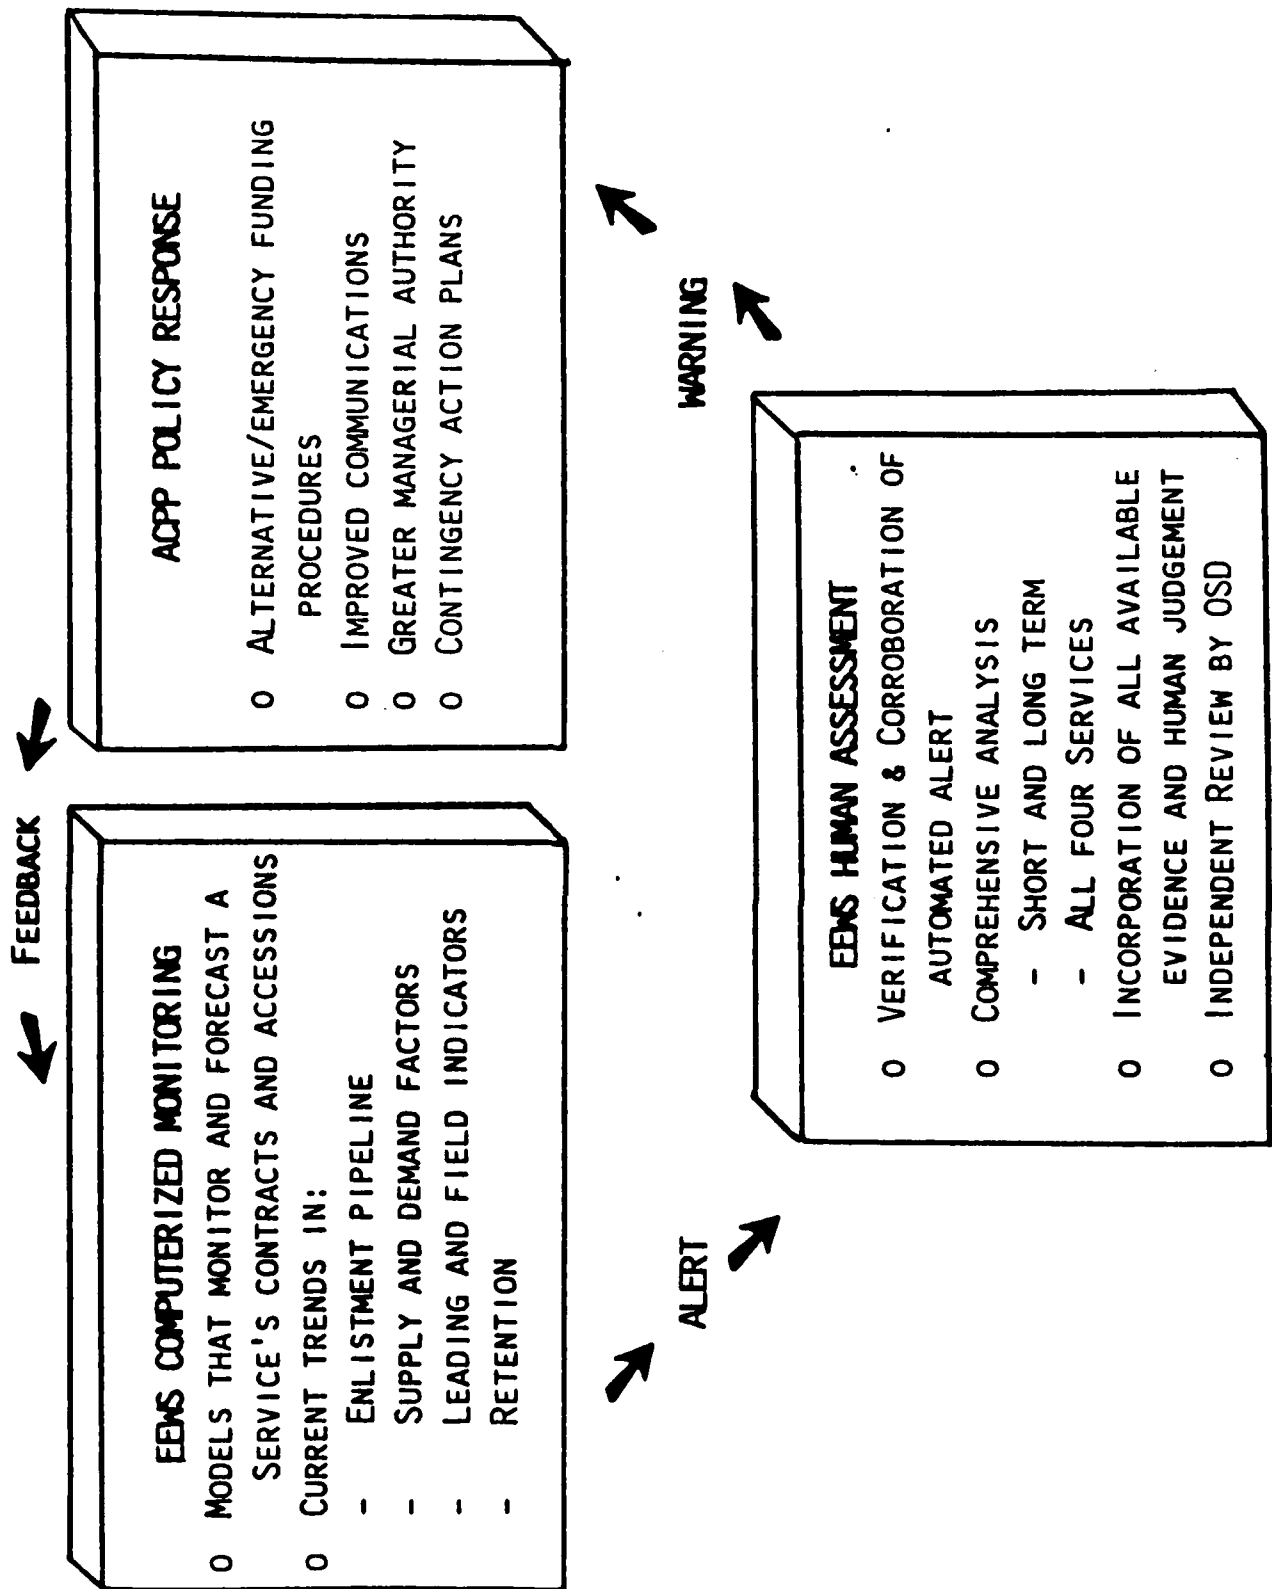 FEEDBACK
EEWS COMPUTERIZED MONITORING
O MODELS THAT MONITOR AND FORECAST A
SERVICE'S CONTRACTS AND ACCESSIONS
O CURRENT TRENDS IN:
- ENLISTMENT PIPELINE
- SUPPLY AND DEMAND FACTORS
- LEADING AND FIELD INDICATORS
- RETENTION
ACPP POLICY RESPONSE
O ALTERNATIVE/EMERGENCY FUNDING
PROCEDURES
O IMPROVED COMMUNICATIONS
O GREATER MANAGERIAL AUTHORITY
O CONTINGENCY ACTION PLANS
ALERT
WARNING
EEWS HUMAN ASSESSMENT
O VERIFICATION & CORROBORATION OF
AUTOMATED ALERT
O COMPREHENSIVE ANALYSIS
- SHORT AND LONG TERM
- ALL FOUR SERVICES
O INCORPORATION OF ALL AVAILABLE
EVIDENCE AND HUMAN JUDGEMENT
O INDEPENDENT REVIEW BY OSD